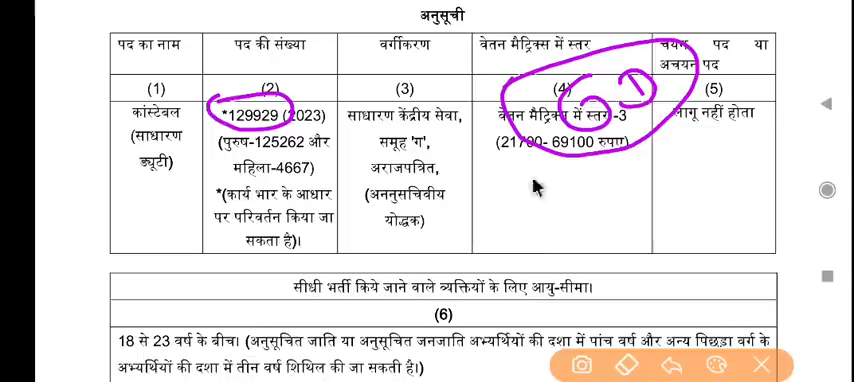 अनुसूची
पद का नाम पद की संख्या वर्गीकरण वेतन मैट्रिक्स में स्तर चयन पद या
अचयन पद
(1) (2) (3) (4) (5)
कांस्टेबल *129929 (2023) साधारण केंद्रीय सेवा, वेतन मैट्रिक्स में स्तर -3 लागू नहीं होता
(साधारण (पुरुष-125262 और समूह 'ग', (21700- 69100 रुपए)
ड्यूटी) महिला-4667) अराजपत्रित,
*(कार्य भार के आधार (अननुसचिवीय
पर परिवर्तन किया जा योद्धक)
सकता है)।
सीधी भर्ती किये जाने वाले व्यक्तियों के लिए आयु-सीमा।
(6)
18 से 23 वर्ष के बीच। (अनुसूचित जाति या अनुसूचित जनजाति अभ्यर्थियों की दशा में पांच वर्ष और अन्य पिछड़ा वर्ग के
अभ्यर्थियों की दशा में तीन वर्ष शिथिल की जा सकती है।)